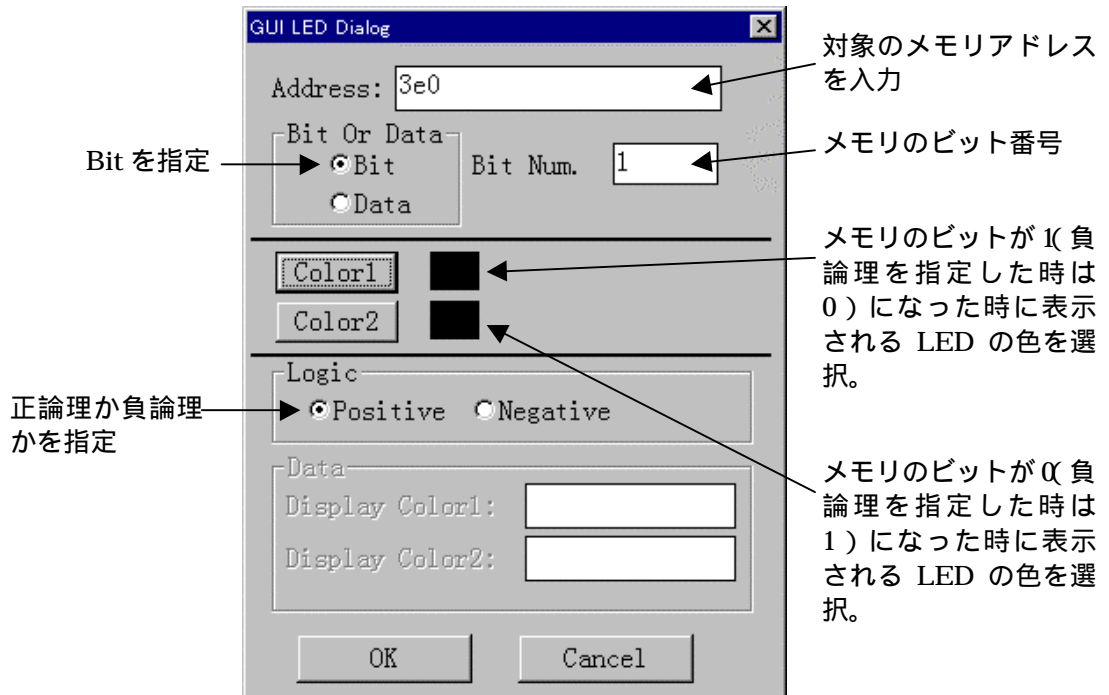 GUI LED Dialog
対象のメモリアドレス
を入力
Address: 3e0
Bit Or Data
メモリのビット番号
Bit を指定
Bit
Bit Num. 1
Data
メモリのビットが 1(負
論理を指定した時は
0)になった時に表示
される LED の色を選
択。
Color1
Color2
Logic
正論理か負論理
かを指定
Positive Negative
Data
Display Color1:
Display Color2:
メモリのビットが 0(負
論理を指定した時は
1)になった時に表示
される LED の色を選
択。
OK Cancel